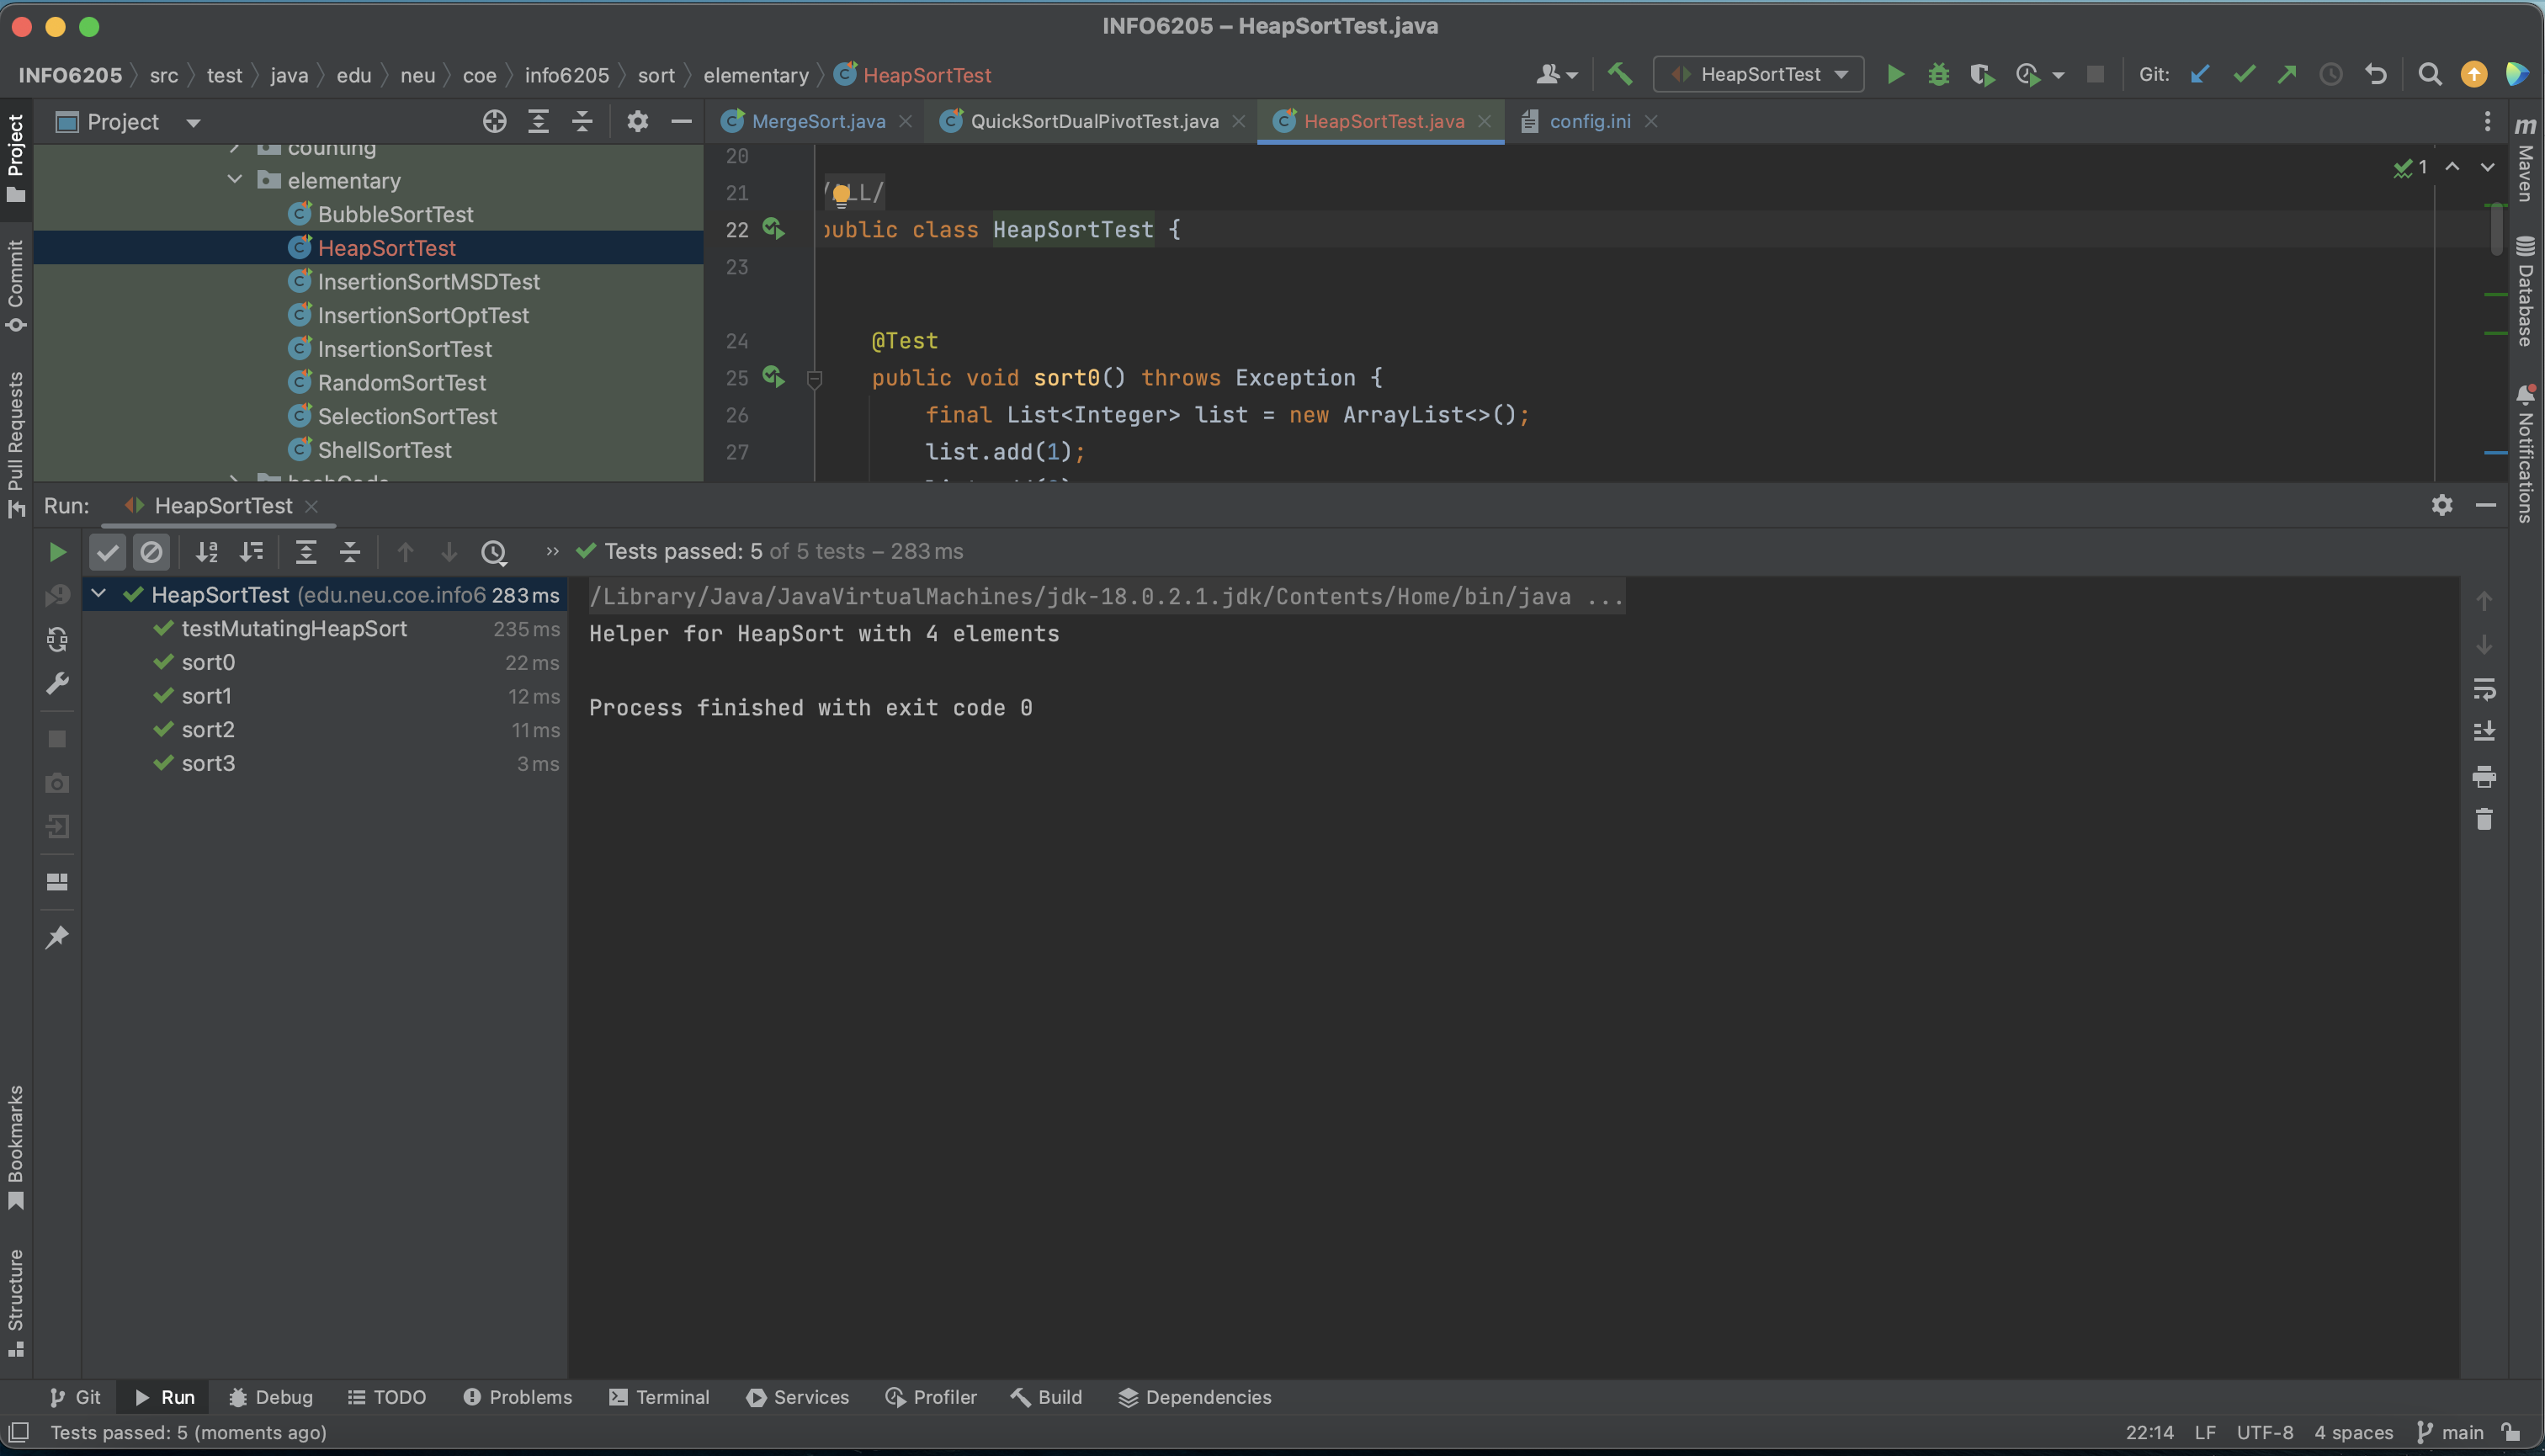 INFO6205 – HeapSortTest.java
INFO6205 src test java edu neu coe info6205 sort elementary HeapSortTest
HeapSortTest
Git:
Project
MergeSort.java
QuickSortDualPivotTest.java
HeapSortTest.java
config.ini
Project
Commit
Pull Requests
counting
elementary
BubbleSortTest
HeapSortTest
InsertionSortMSDTest
InsertionSortOptTest
InsertionSortTest
RandomSortTest
SelectionSortTest
ShellSortTest
20
21
22 public class HeapSortTest {
23
24 @Test
25 public void sort0() throws Exception {
26 final List<Integer> list = new ArrayList<>();
27 list.add(1);
1
Maven
Database
Notifications
Run: HeapSortTest
Tests passed: 5 of 5 tests – 283 ms
HeapSortTest (edu.neu.coe.info6 283 ms
testMutatingHeapSort 235 ms
sort0 22 ms
sort1 12 ms
sort2 11 ms
sort3 3 ms
/Library/Java/JavaVirtualMachines/jdk-18.0.2.1.jdk/Contents/Home/bin/java ...
Helper for HeapSort with 4 elements
Process finished with exit code 0
Bookmarks
Structure
Git Run Debug TODO Problems Terminal Services Profiler Build Dependencies
Tests passed: 5 (moments ago)
22:14 LF UTF-8 4 spaces main